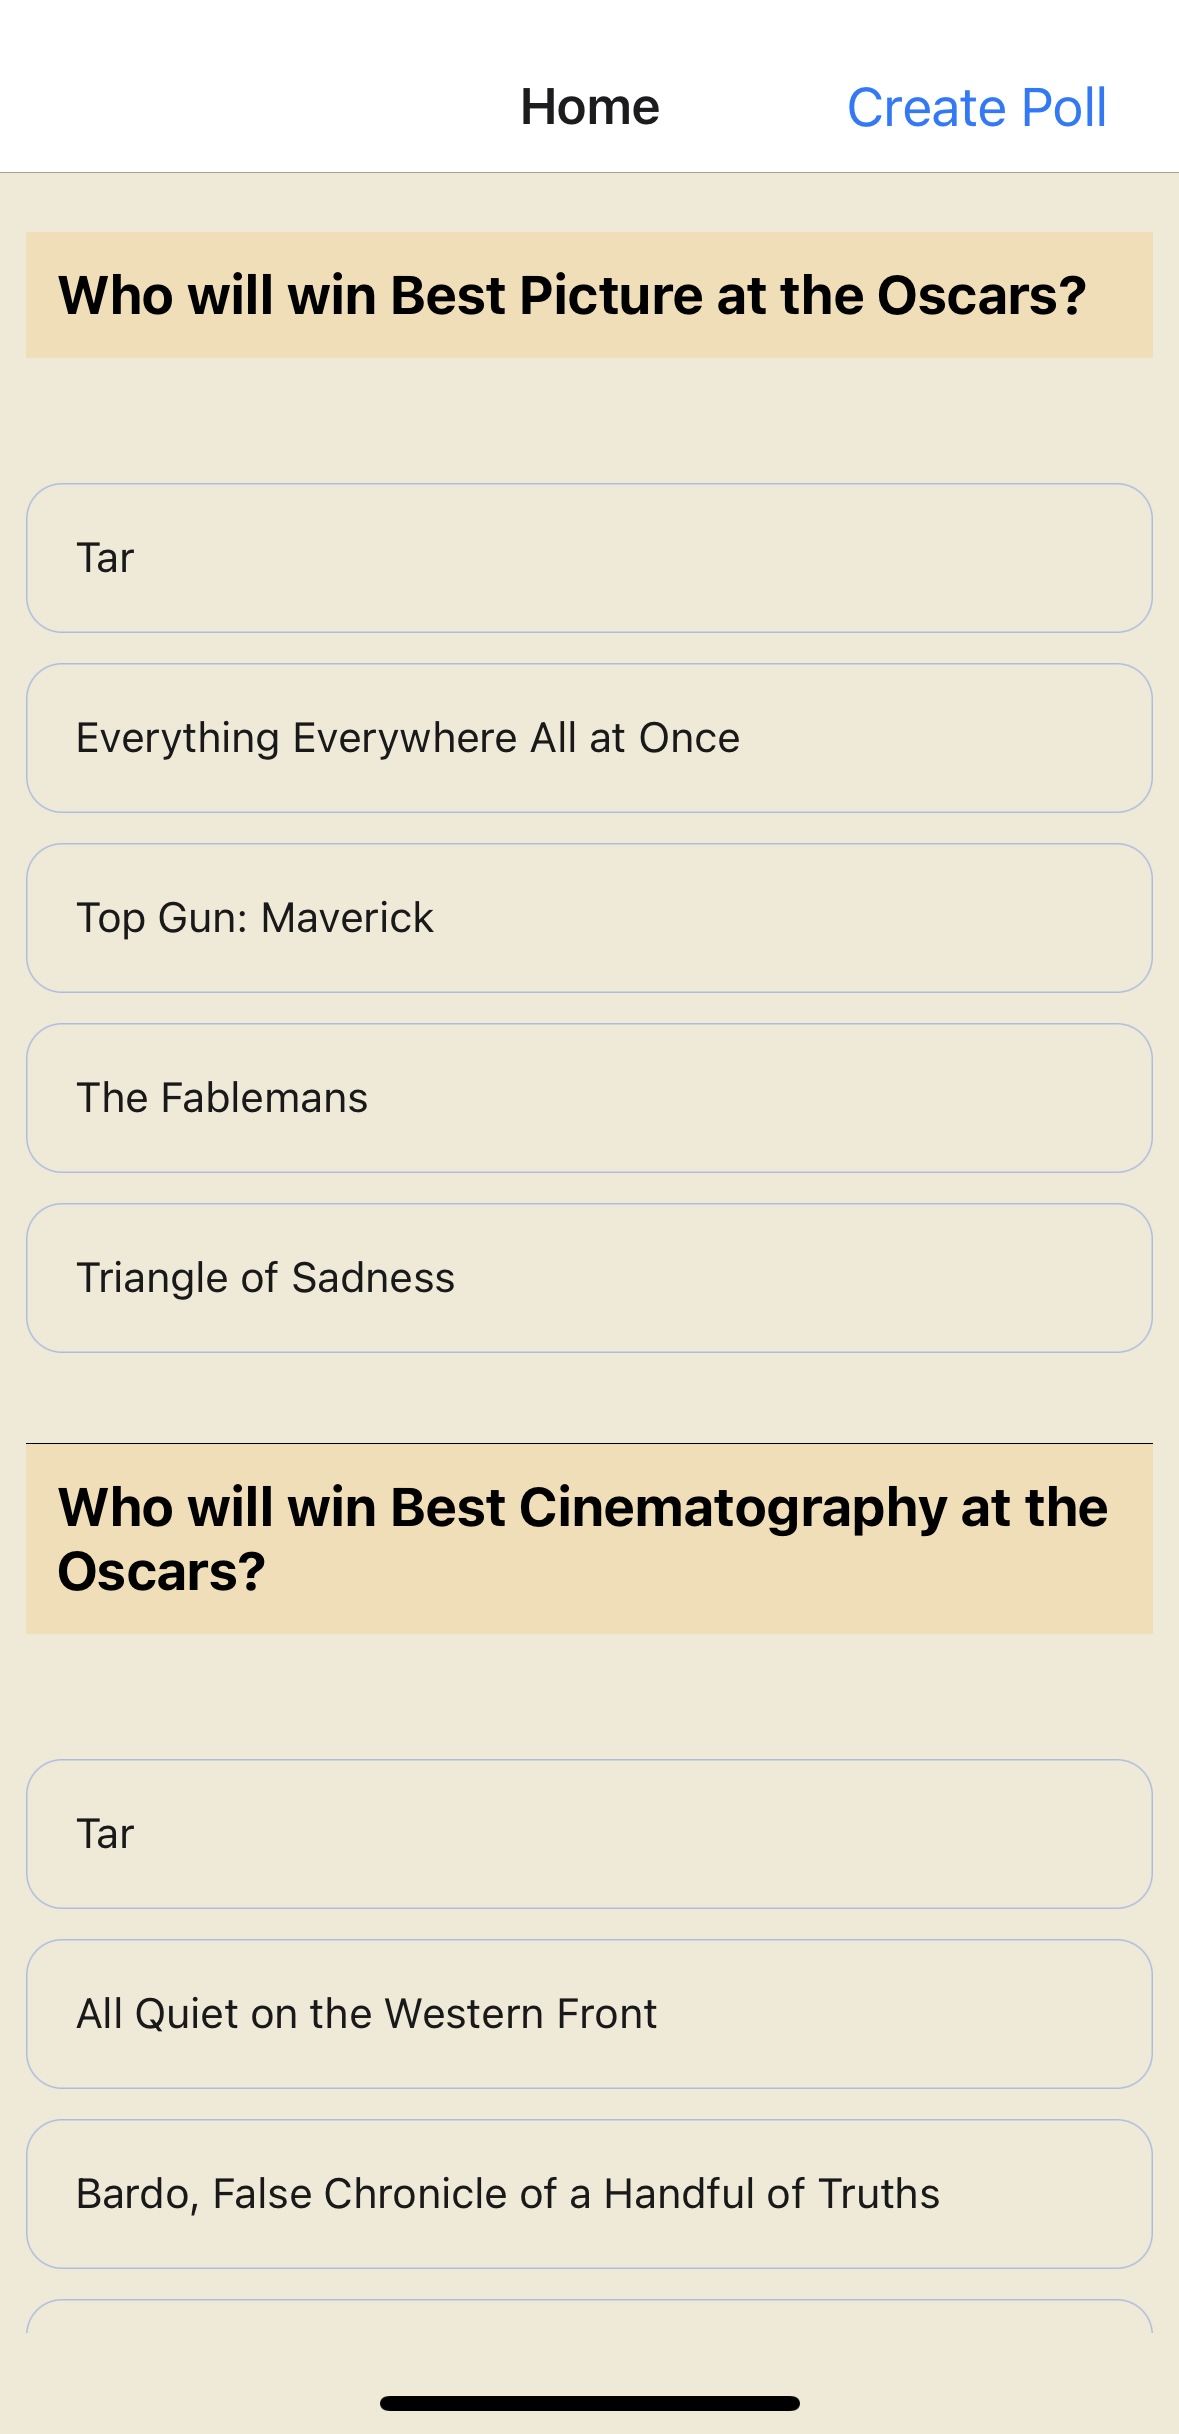 Home
Create Poll
Who will win Best Picture at the Oscars?
Tar
Everything Everywhere All at Once
Top Gun: Maverick
The Fablemans
Triangle of Sadness
Who will win Best Cinematography at the
Oscars?
Tar
All Quiet on the Western Front
Bardo, False Chronicle of a Handful of Truths